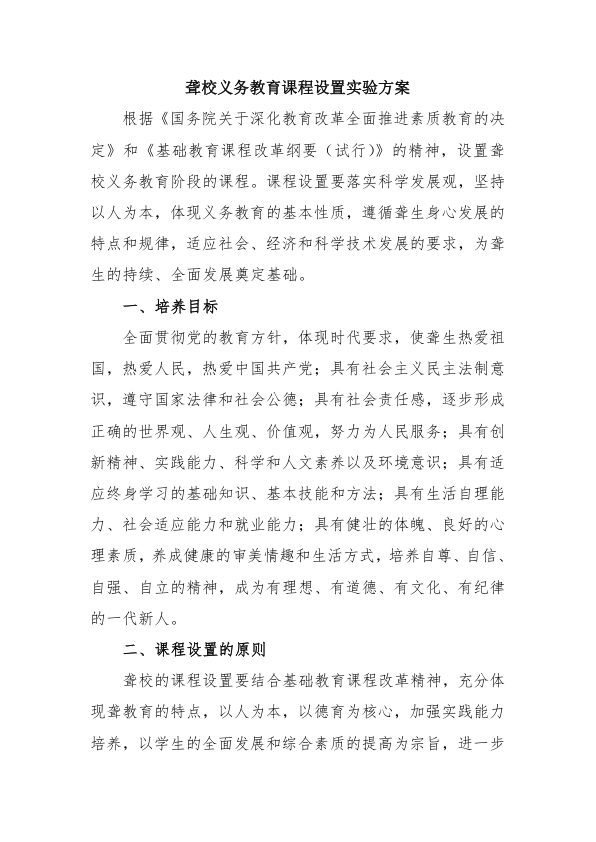 聋校义务教育课程设置实验方案
根据《国务院关于深化教育改革全面推进素质教育的决
定》和《基础教育课程改革纲要（试行）》的精神，设置聋
校义务教育阶段的课程。课程设置要落实科学发展观，坚持
以人为本，体现义务教育的基本性质，遵循聋生身心发展的
特点和规律，适应社会、经济和科学技术发展的要求，为聋
生的持续、全面发展奠定基础。
一、培养目标
全面贯彻党的教育方针，体现时代要求，使聋生热爱祖
国，热爱人民，热爱中国共产党；具有社会主义民主法制意
识，遵守国家法律和社会公德；具有社会责任感，逐步形成
正确的世界观、人生观、价值观，努力为人民服务；具有创
新精神、实践能力、科学和人文素养以及环境意识；具有适
应终身学习的基础知识、基本技能和方法；具有生活自理能
力、社会适应能力和就业能力；具有健壮的体魄、良好的心
理素质，养成健康的审美情趣和生活方式，培养自尊、自信、
自强、自立的精神，成为有理想、有道德、有文化、有纪律
的一代新人。
二、课程设置的原则
聋校的课程设置要结合基础教育课程改革精神，充分体
现聋教育的特点，以人为本，以德育为核心，加强实践能力
培养，以学生的全面发展和综合素质的提高为宗旨，进一步